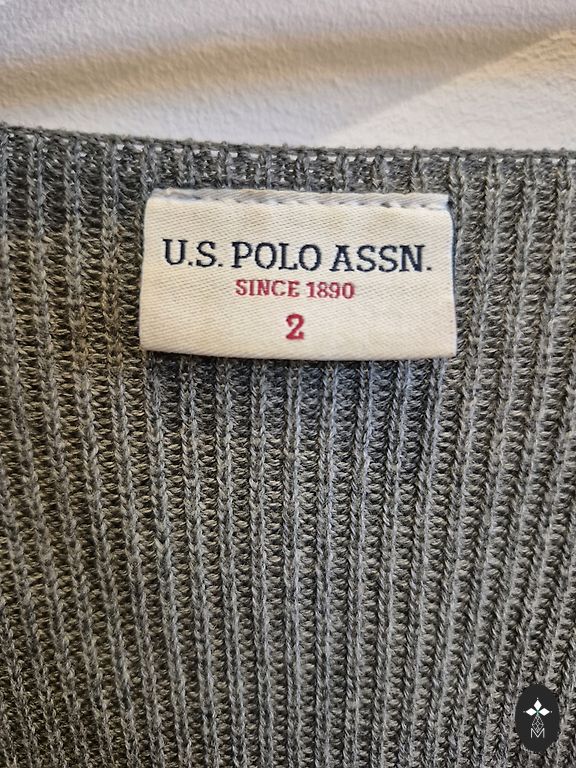 U.S. POLO ASSN.
SINCE 1890
2